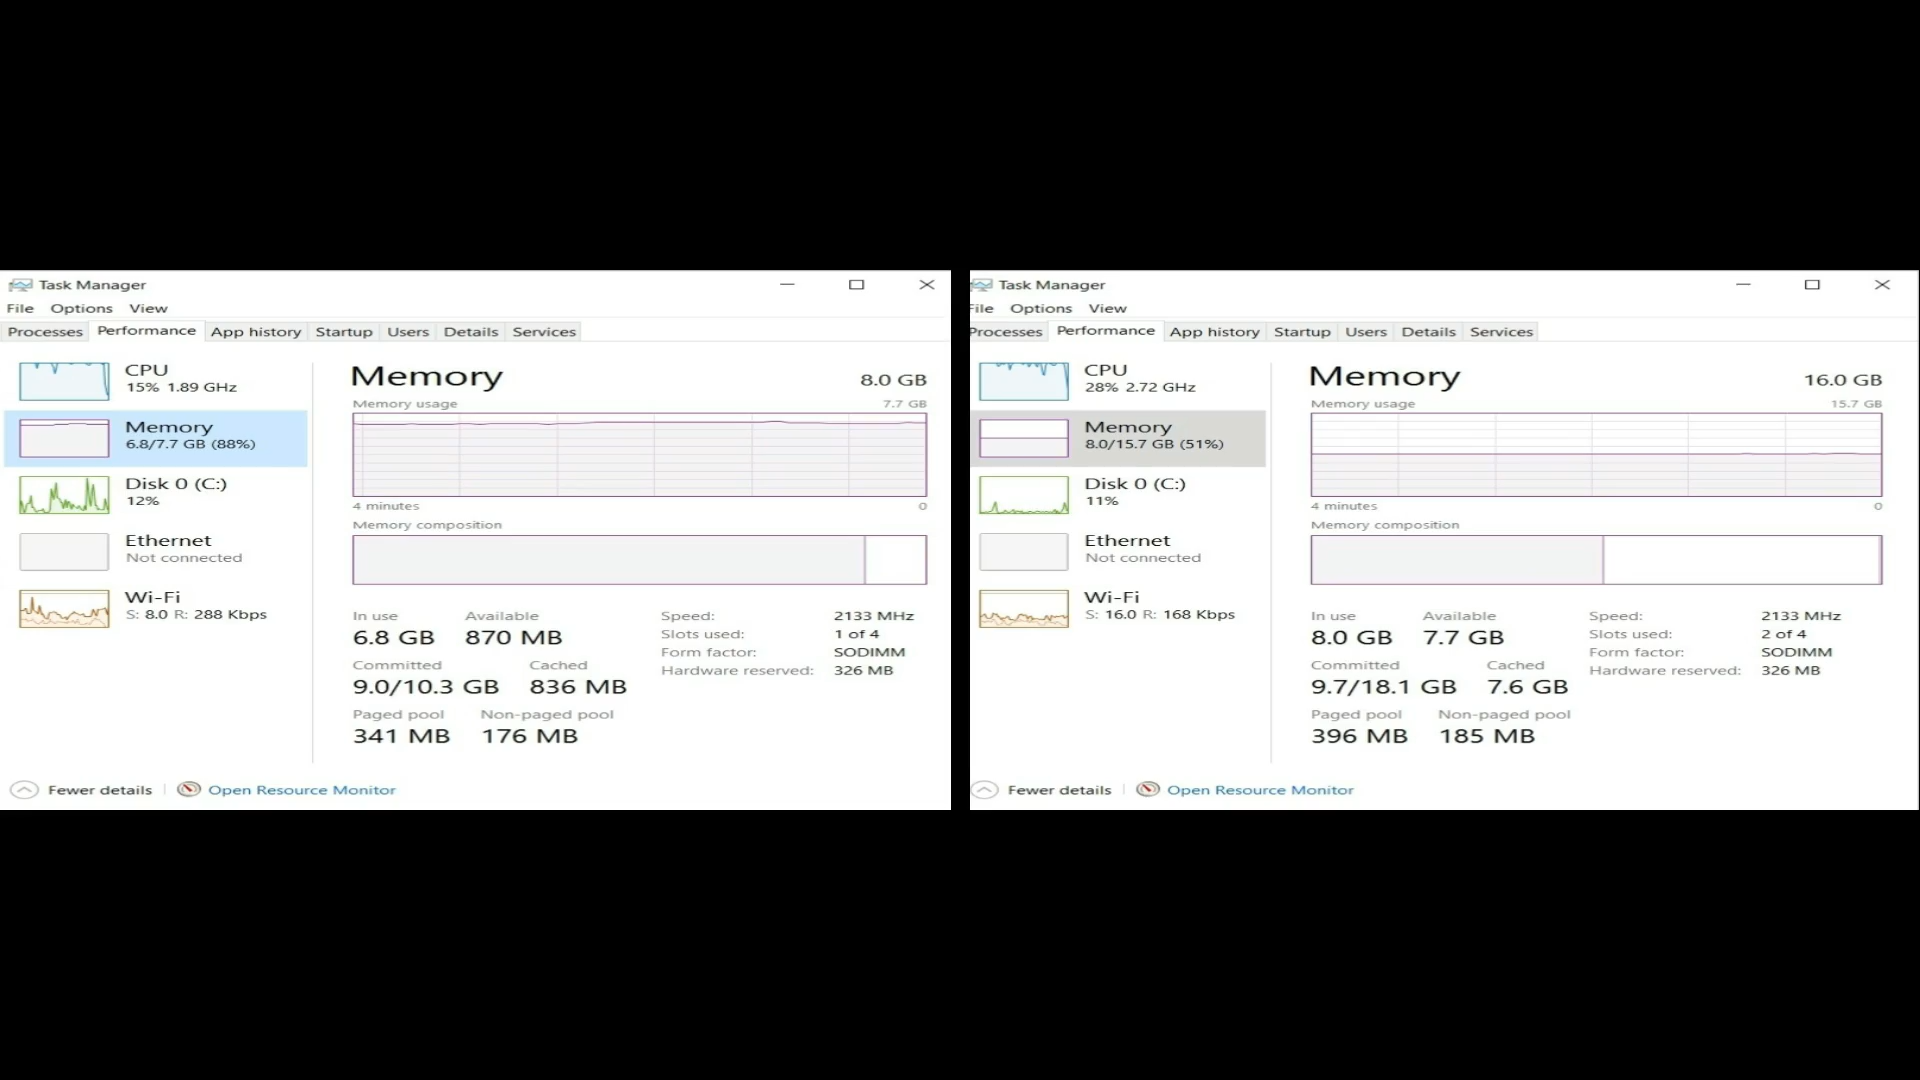 Task Manager
File Options View
Processes Performance App history Startup Users Details Services
CPU
15% 1.89 GHz
Memory
6.8/7.7 GB (88%)
Disk 0 (C:)
12%
Ethernet
Not connected
Wi-Fi
S: 8.0 R: 288 Kbps
Memory 8.0 GB
Memory usage 7.7 GB
4 minutes 0
Memory composition
In use Available
6.8 GB 870 MB
Committed Cached
9.0/10.3 GB 836 MB
Paged pool Non-paged pool
341 MB 176 MB
Speed: 2133 MHz
Slots used: 1 of 4
Form factor: SODIMM
Hardware reserved: 326 MB
Fewer details Open Resource Monitor
Task Manager
File Options View
Processes Performance App history Startup Users Details Services
CPU
28% 2.72 GHz
Memory
8.0/15.7 GB (51%)
Disk 0 (C:)
11%
Ethernet
Not connected
Wi-Fi
S: 16.0 R: 168 Kbps
Memory 16.0 GB
Memory usage 15.7 GB
4 minutes 0
Memory composition
In use Available
8.0 GB 7.7 GB
Committed Cached
9.7/18.1 GB 7.6 GB
Paged pool Non-paged pool
396 MB 185 MB
Speed: 2133 MHz
Slots used: 2 of 4
Form factor: SODIMM
Hardware reserved: 326 MB
Fewer details Open Resource Monitor